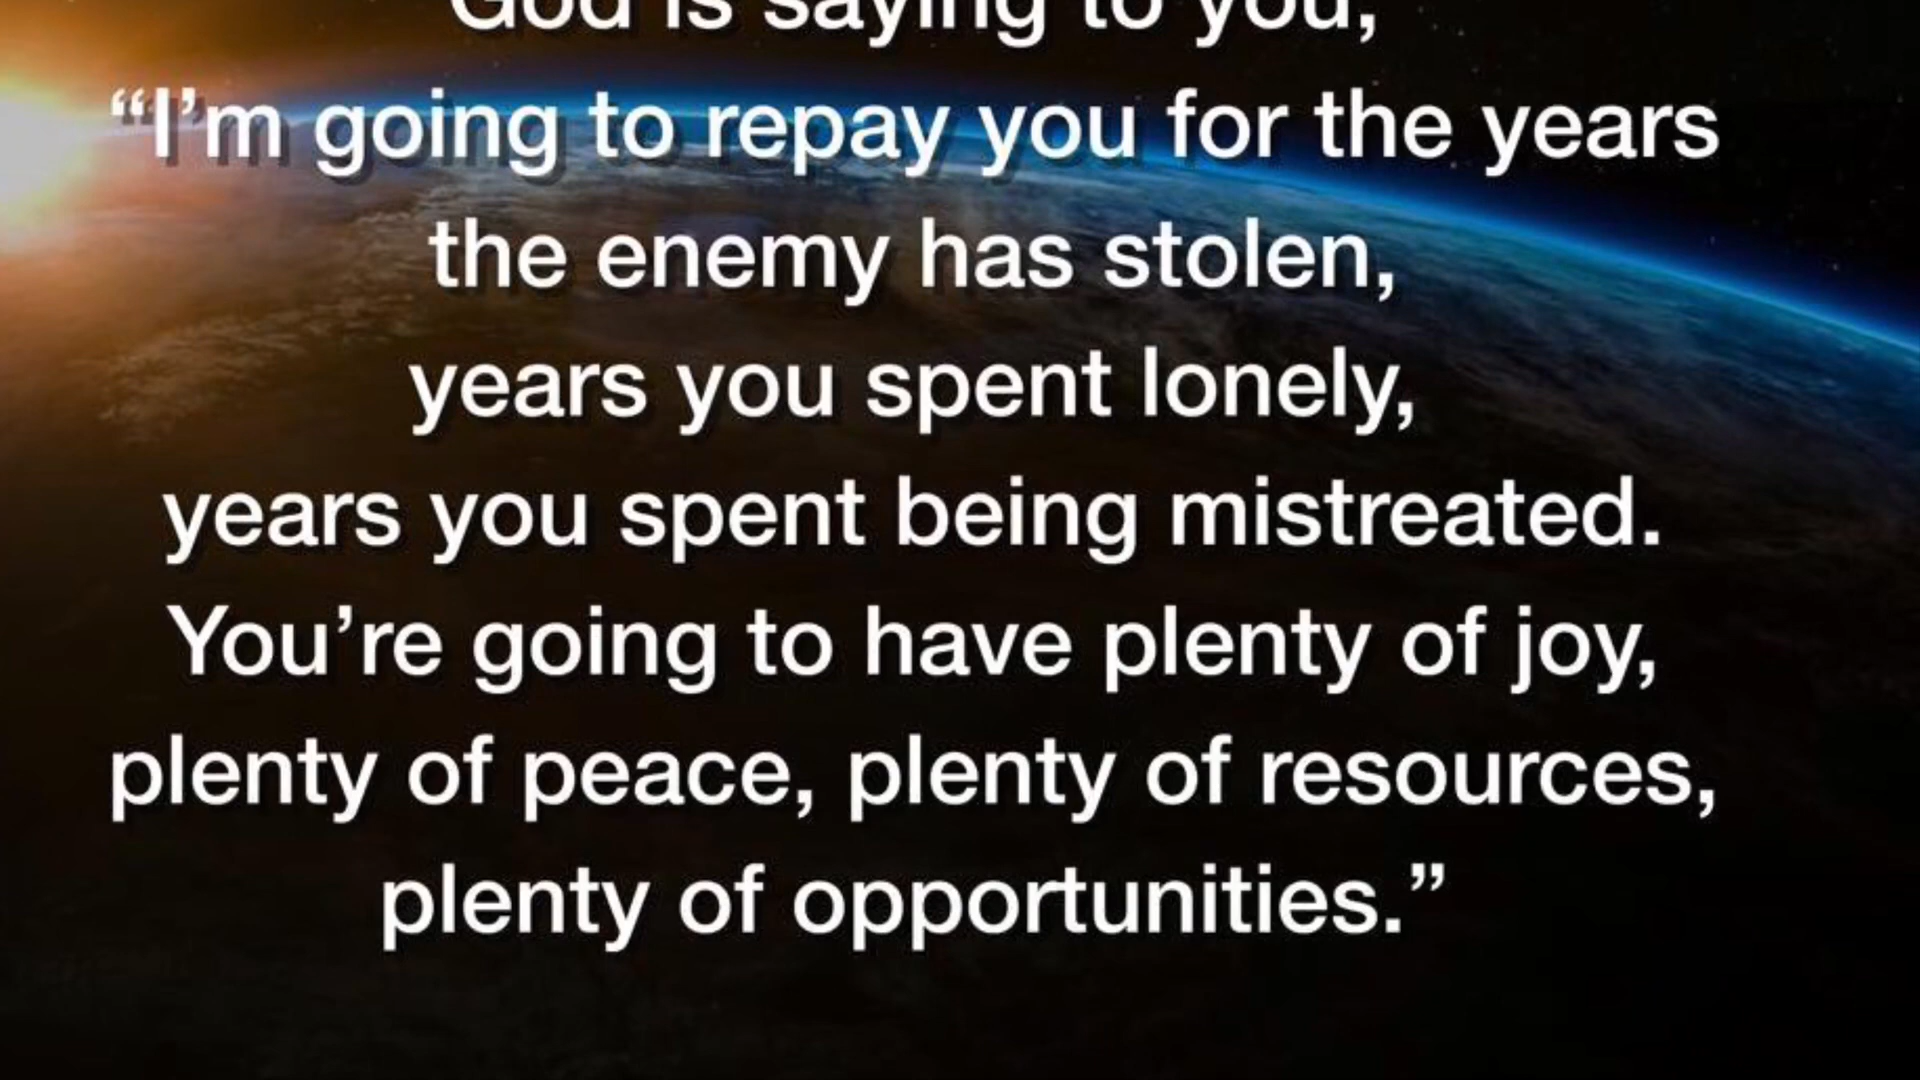 God is saying to you,
“I’m going to repay you for the years
the enemy has stolen,
years you spent lonely,
years you spent being mistreated.
You’re going to have plenty of joy,
plenty of peace, plenty of resources,
plenty of opportunities.”